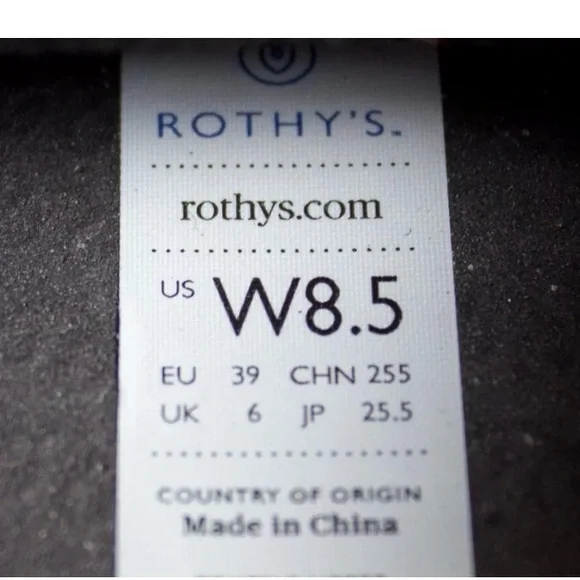 ROTHY'S™
rothys.com
US W8.5
EU 39 CHN 255
UK 6 JP 25.5
COUNTRY OF ORIGIN
Made in China